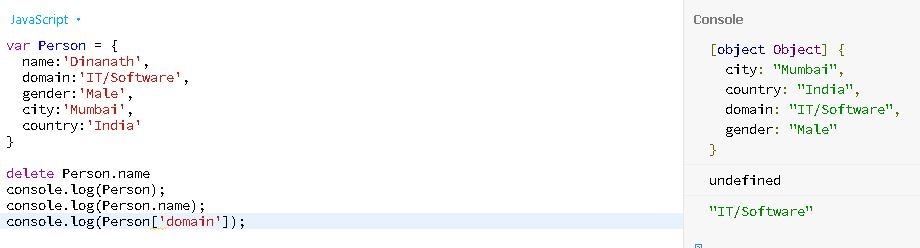 JavaScript
var Person = {
name:'Dinanath',
domain:'IT/Software',
gender:'Male',
city:'Mumbai',
country:'India'
}
delete Person.name
console.log(Person);
console.log(Person.name);
console.log(Person['domain']);
Console
[object Object] {
city: "Mumbai",
country: "India",
domain: "IT/Software",
gender: "Male"
}
undefined
"IT/Software"